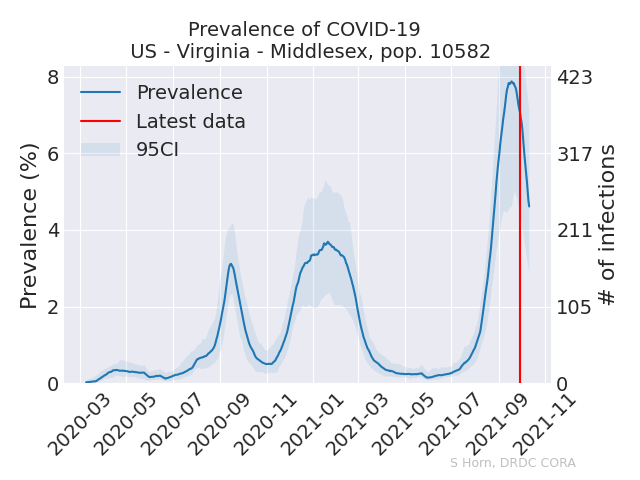 Prevalence of COVID-19
US - Virginia - Middlesex, pop. 10582
Prevalence
Latest data
95CI
Prevalence (%)
8
6
4
2
0
# of infections
423
317
211
105
0
2020-03
2020-05
2020-07
2020-09
2020-11
2021-01
2021-03
2021-05
2021-07
2021-09
2021-11
S Horn, DRDC CORA